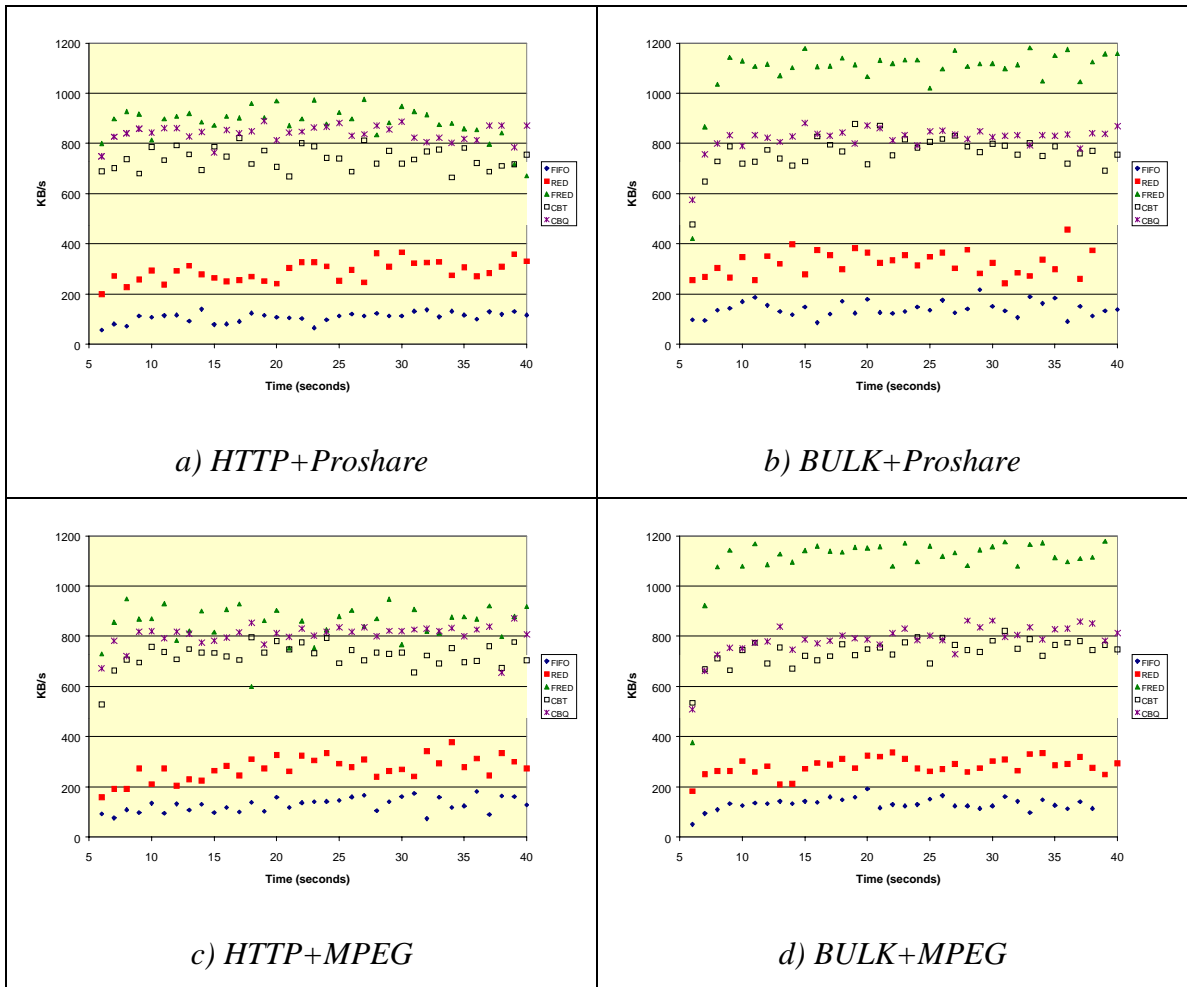 1200
1000
800
600
400
200
0
KB/s
5 10 15 20 25 30 35 40
Time (seconds)
FIFO
RED
FRED
CBT
CBQ
a) HTTP+Proshare
1200
1000
800
600
400
200
0
KB/s
5 10 15 20 25 30 35 40
Time (seconds)
FIFO
RED
FRED
CBT
CBQ
b) BULK+Proshare
1200
1000
800
600
400
200
0
KB/s
5 10 15 20 25 30 35 40
Time (seconds)
FIFO
RED
FRED
CBT
CBQ
c) HTTP+MPEG
1200
1000
800
600
400
200
0
KB/s
5 10 15 20 25 30 35 40
Time (seconds)
FIFO
RED
FRED
CBT
CBQ
d) BULK+MPEG